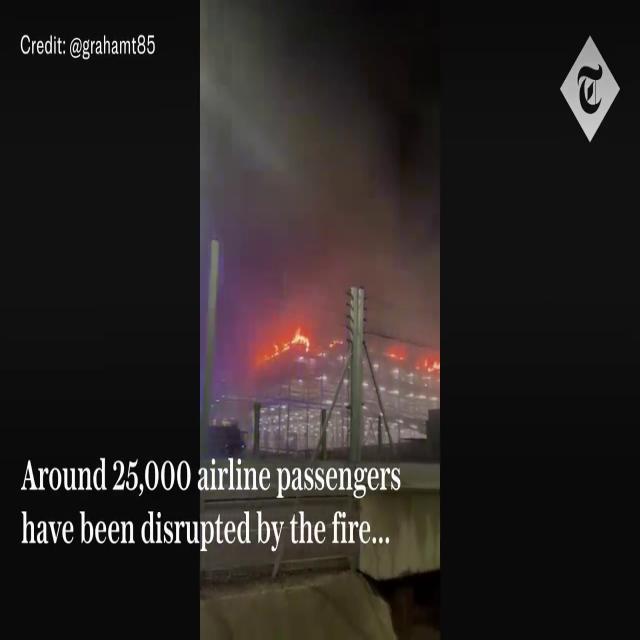 Credit: @grahamt85
T
Around 25,000 airline passengers
have been disrupted by the fire...